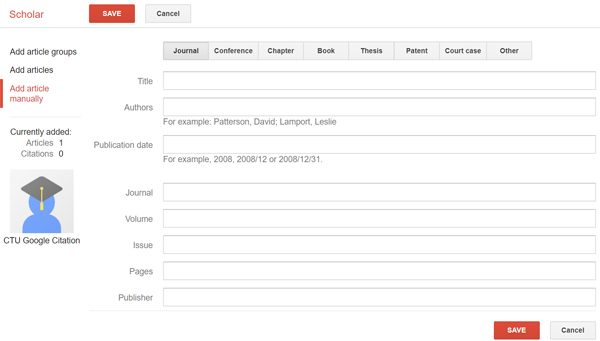 Scholar SAVE Cancel
Add article groups
Add articles
Add article
manually
Currently added:
Articles 1
Citations 0
CTU Google Citation
Journal Conference Chapter Book Thesis Patent Court case Other
Title
Authors
For example: Patterson, David; Lamport, Leslie
Publication date
For example, 2008, 2008/12 or 2008/12/31.
Journal
Volume
Issue
Pages
Publisher
SAVE Cancel